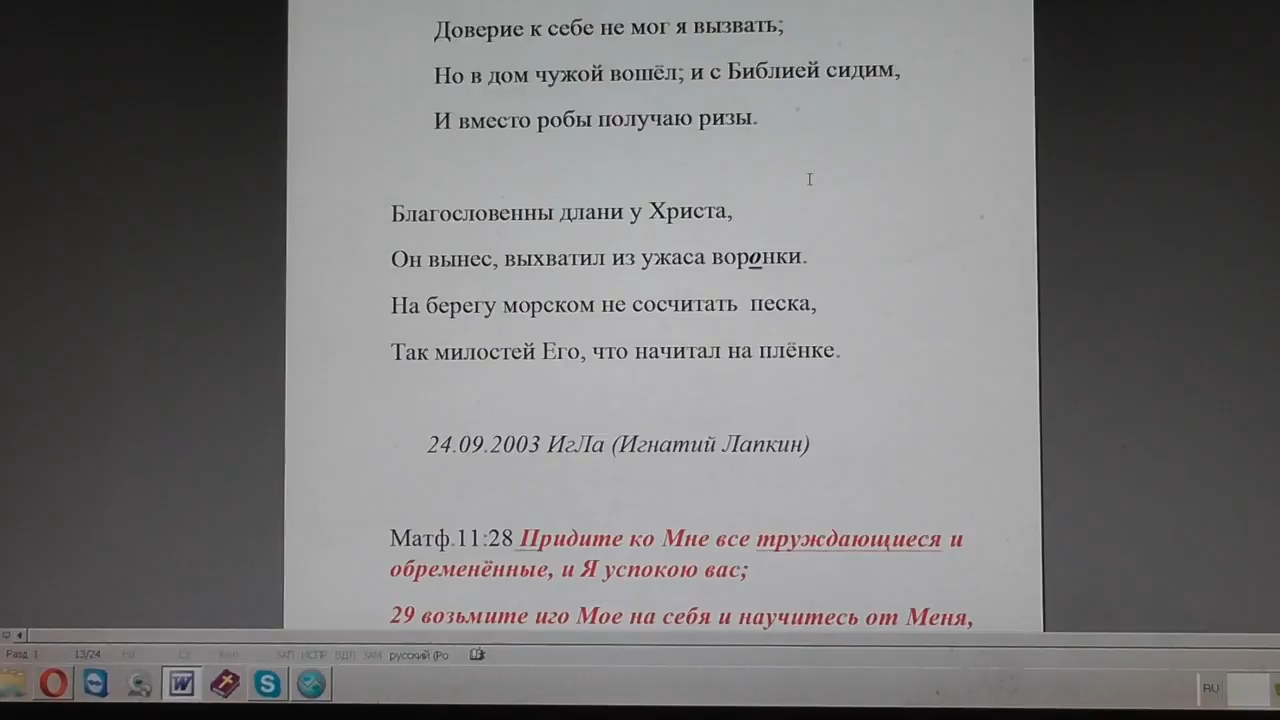 Доверие к себе не мог я вызвать;
Но в дом чужой вошёл; и с Библией сидим,
И вместо робы получаю ризы.
Благословенны длани у Христа,
Он вынес, выхватил из ужаса воронки.
На берегу морском не сосчитать песка,
Так милостей Его, что начитал на плёнке.
24.09.2003 ИгЛа (Игнатий Лапкин)
Матф.11:28 Придите ко Мне все труждающиеся и
обременённые, и Я успокою вас;
29 возьмите иго Мое на себя и научитесь от Меня,
Разд 1 13/24 ЗАП ИСПР ВДЛ ЗАМ русский (Ро
RU